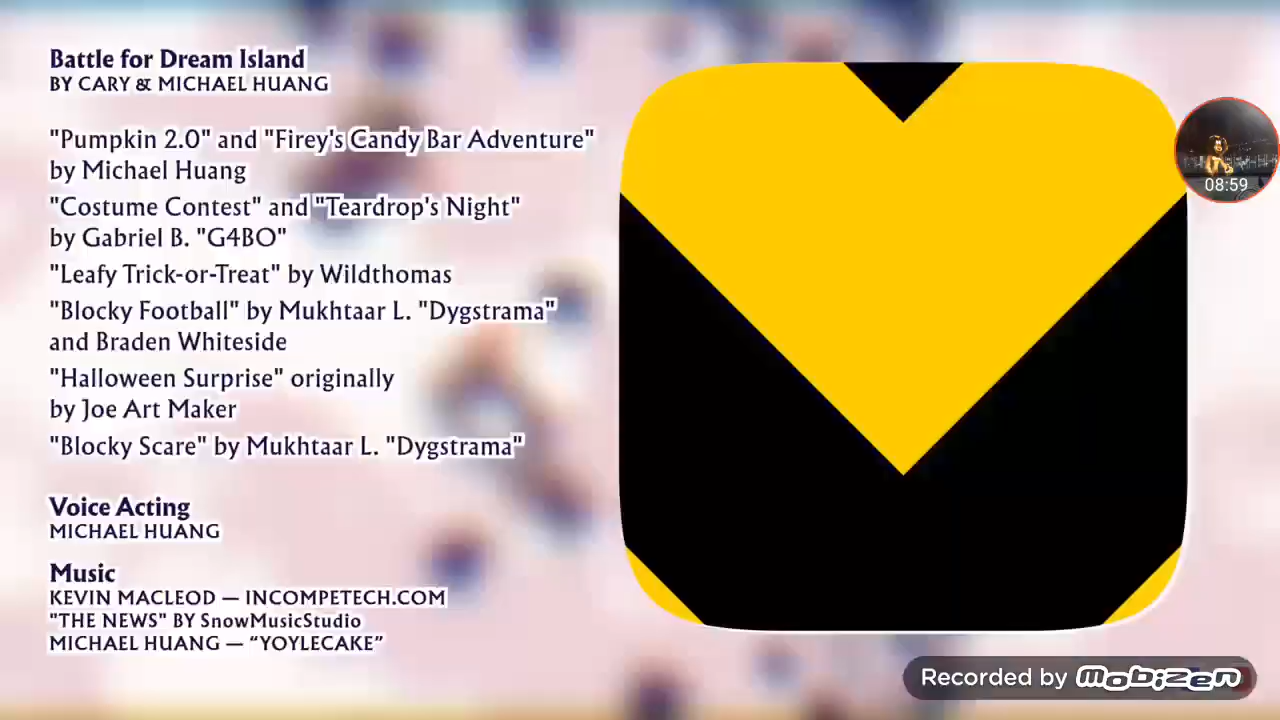 Battle for Dream Island
BY CARY & MICHAEL HUANG
"Pumpkin 2.0" and "Firey's Candy Bar Adventure"
by Michael Huang
"Costume Contest" and "Teardrop's Night"
by Gabriel B. "G4BO"
"Leafy Trick-or-Treat" by Wildthomas
"Blocky Football" by Mukhtaar L. "Dygstrama"
and Braden Whiteside
"Halloween Surprise" originally
by Joe Art Maker
"Blocky Scare" by Mukhtaar L. "Dygstrama"
Voice Acting
MICHAEL HUANG
Music
KEVIN MACLEOD — INCOMPETECH.COM
"THE NEWS" BY SnowMusicStudio
MICHAEL HUANG — “YOYLECAKE”
08:59
Recorded by mobizen